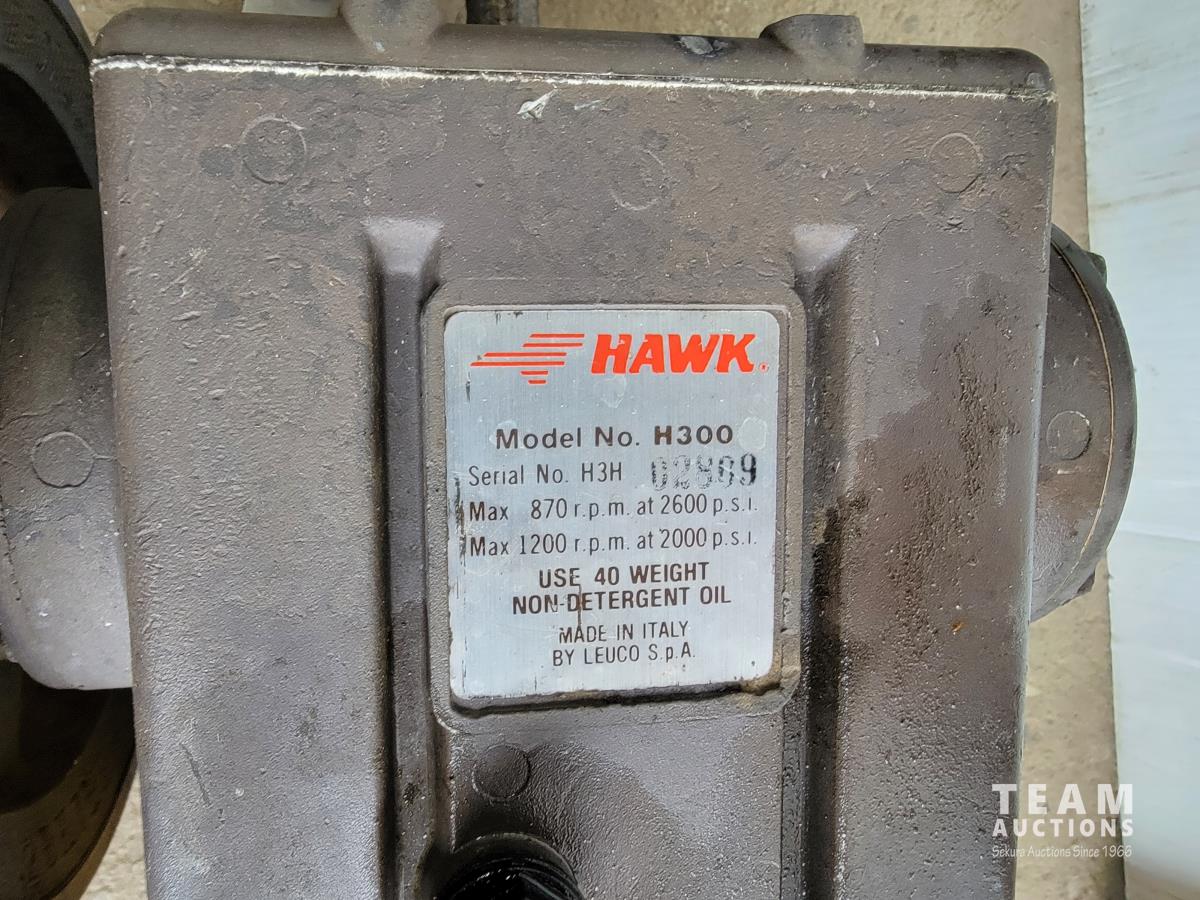 HAWK
Model No. H300
Serial No. H3H 02869
Max 870 r.p.m. at 2600 p.s.i.
Max 1200 r.p.m. at 2000 p.s.i.
USE 40 WEIGHT
NON-DETERGENT OIL
MADE IN ITALY
BY LEUCO S.p.A.
TEAM
AUCTIONS
Sekura Auctions Since 1966